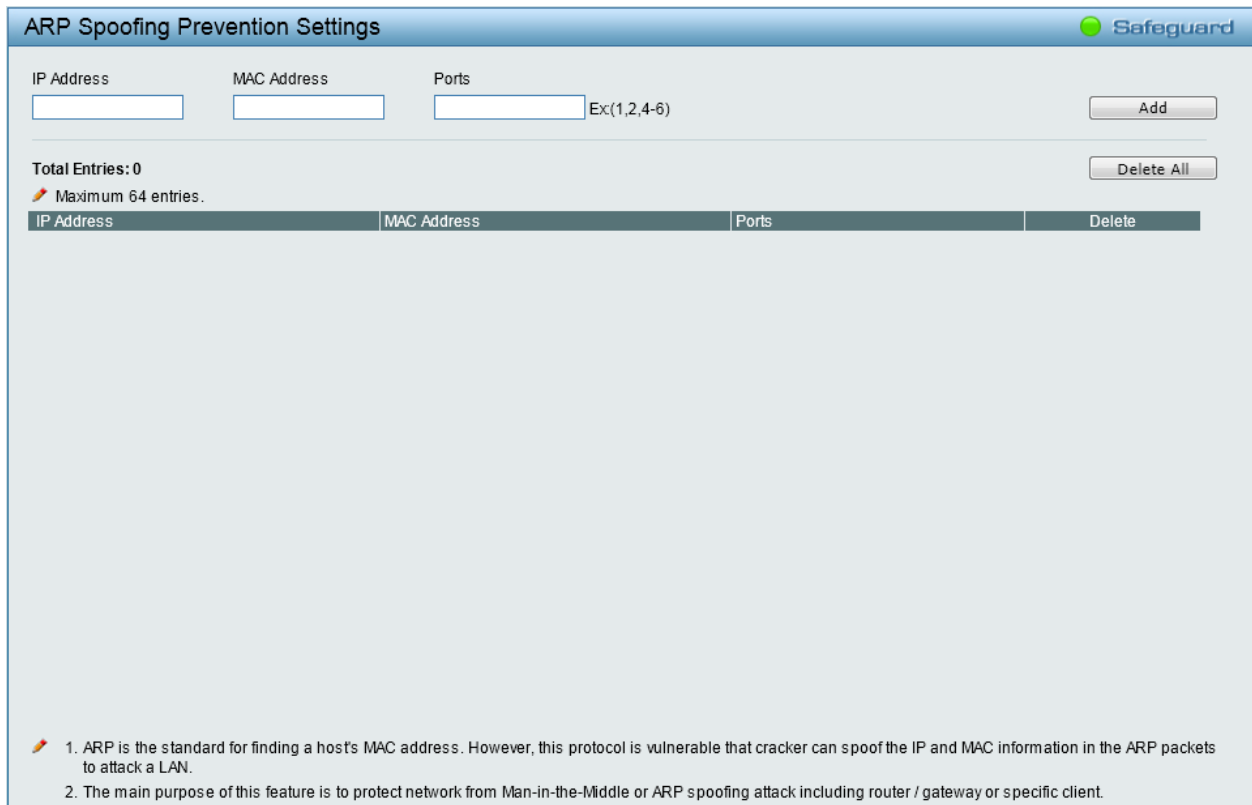 ARP Spoofing Prevention Settings
Safeguard
IP Address MAC Address Ports
Ex:(1,2,4-6)
Add
Total Entries: 0
Delete All
Maximum 64 entries.
IP Address MAC Address Ports Delete
1. ARP is the standard for finding a host's MAC address. However, this protocol is vulnerable that cracker can spoof the IP and MAC information in the ARP packets
to attack a LAN.
2. The main purpose of this feature is to protect network from Man-in-the-Middle or ARP spoofing attack including router / gateway or specific client.